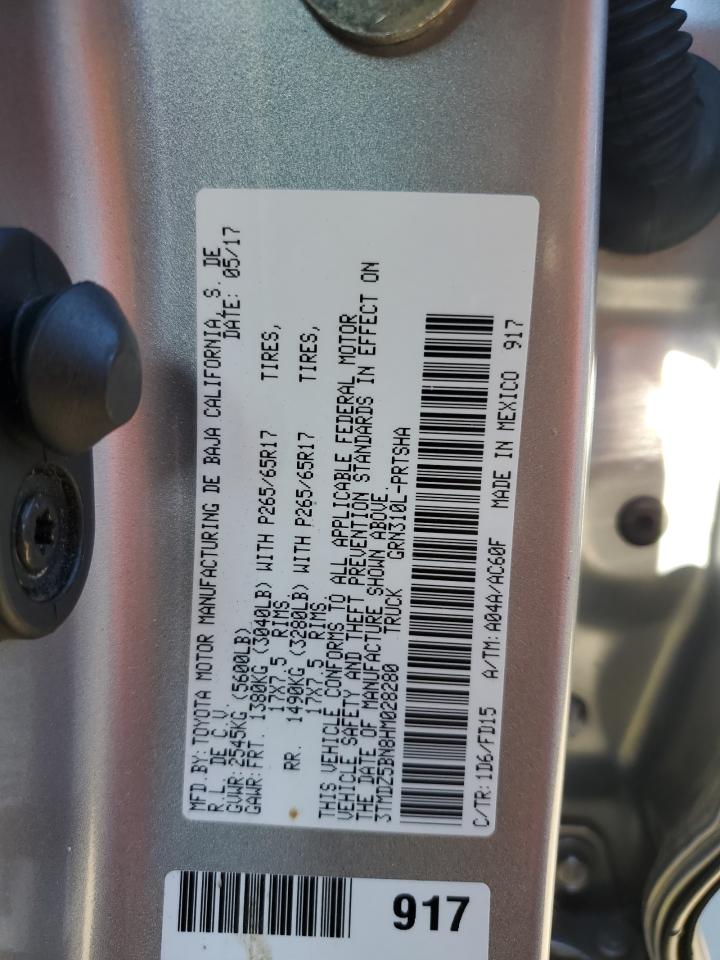 MFD.BY:TOYOTA MOTOR MANUFACTURING DE BAJA CALIFORNIA, S. DE
R.L. DE C.V. DATE: 05/17
GVWR:2545KG (5600LB)
GAWR:FRT. 1380KG (3040LB) WITH P265/65R17 TIRES,
17X7.5 RIMS
RR. 1490KG (3280LB) WITH P265/65R17 TIRES,
17X7.5 RIMS
THIS VEHICLE CONFORMS TO ALL APPLICABLE FEDERAL MOTOR
VEHICLE SAFETY AND THEFT PREVENTION STANDARDS IN EFFECT ON
THE DATE OF MANUFACTURE SHOWN ABOVE.
3TMDZ5BN8HM028280 TRUCK GRN310L-PRTSHA
C/TR:1D6/FD15 A/TM:A04A/AC60F MADE IN MEXICO 917
917